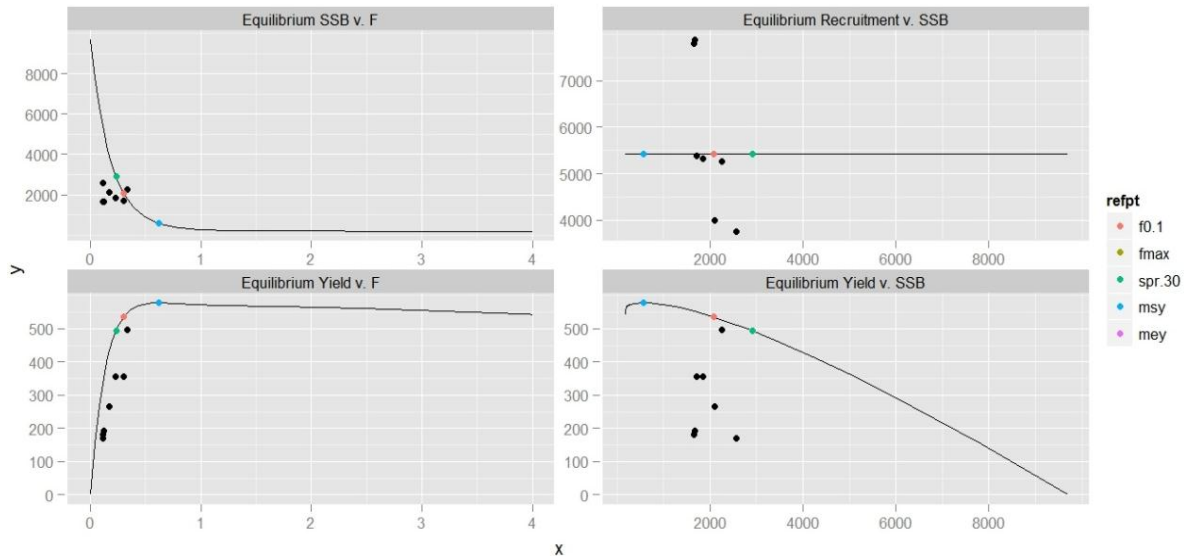 Equilibrium SSB v. F
Equilibrium Recruitment v. SSB
8000
6000
4000
2000
0 1 2 3 4
7000
6000
5000
4000
2000 4000 6000 8000
y
Equilibrium Yield v. F
Equilibrium Yield v. SSB
500
400
300
200
100
0
0 1 2 3 4
500
400
300
200
100
0
2000 4000 6000 8000
x
refpt
f0.1
fmax
spr.30
msy
mey